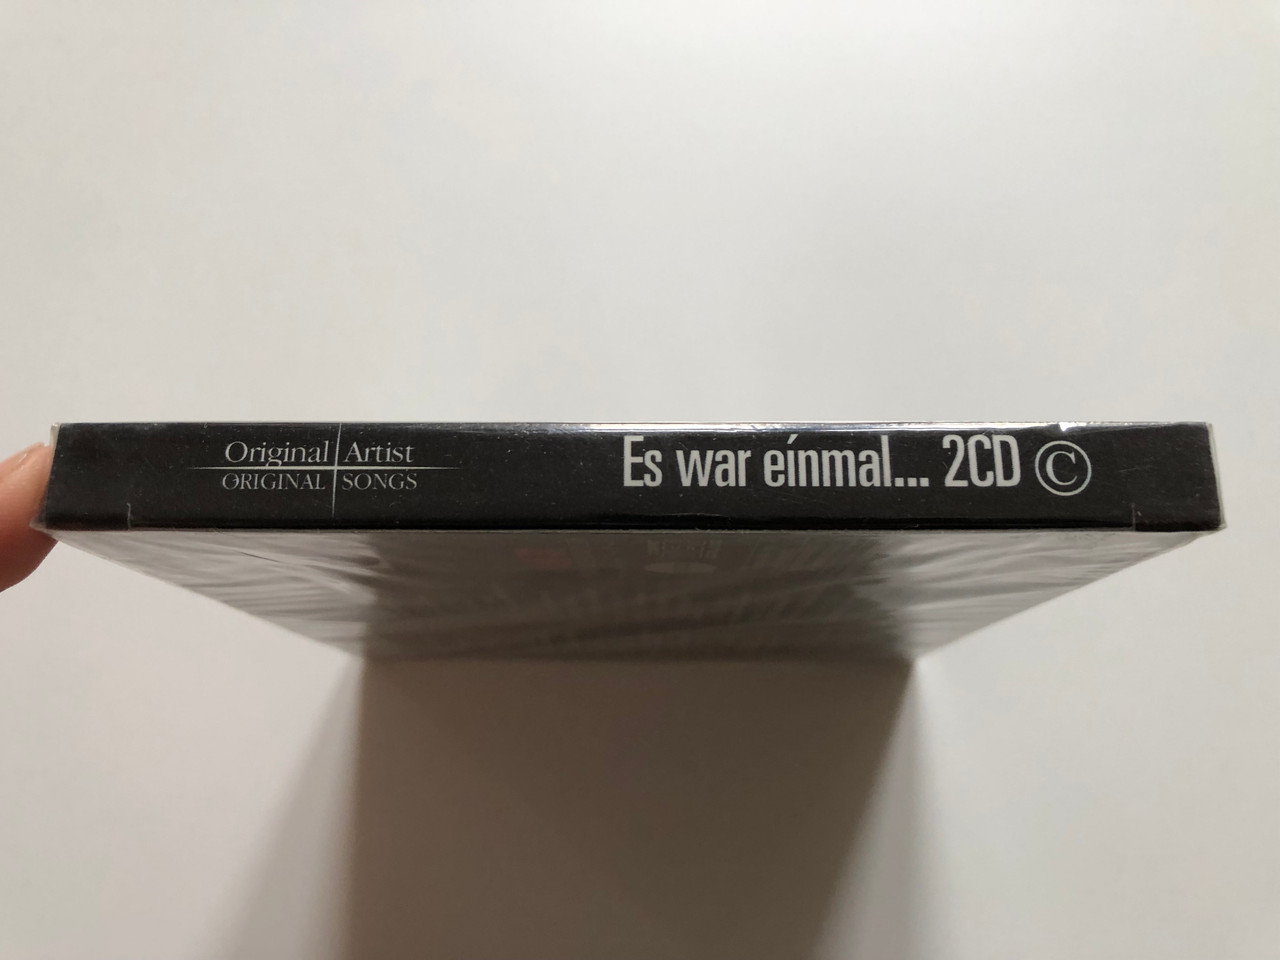 Original Artist
ORIGINAL SONGS
Es war eínmal... 2CD ©